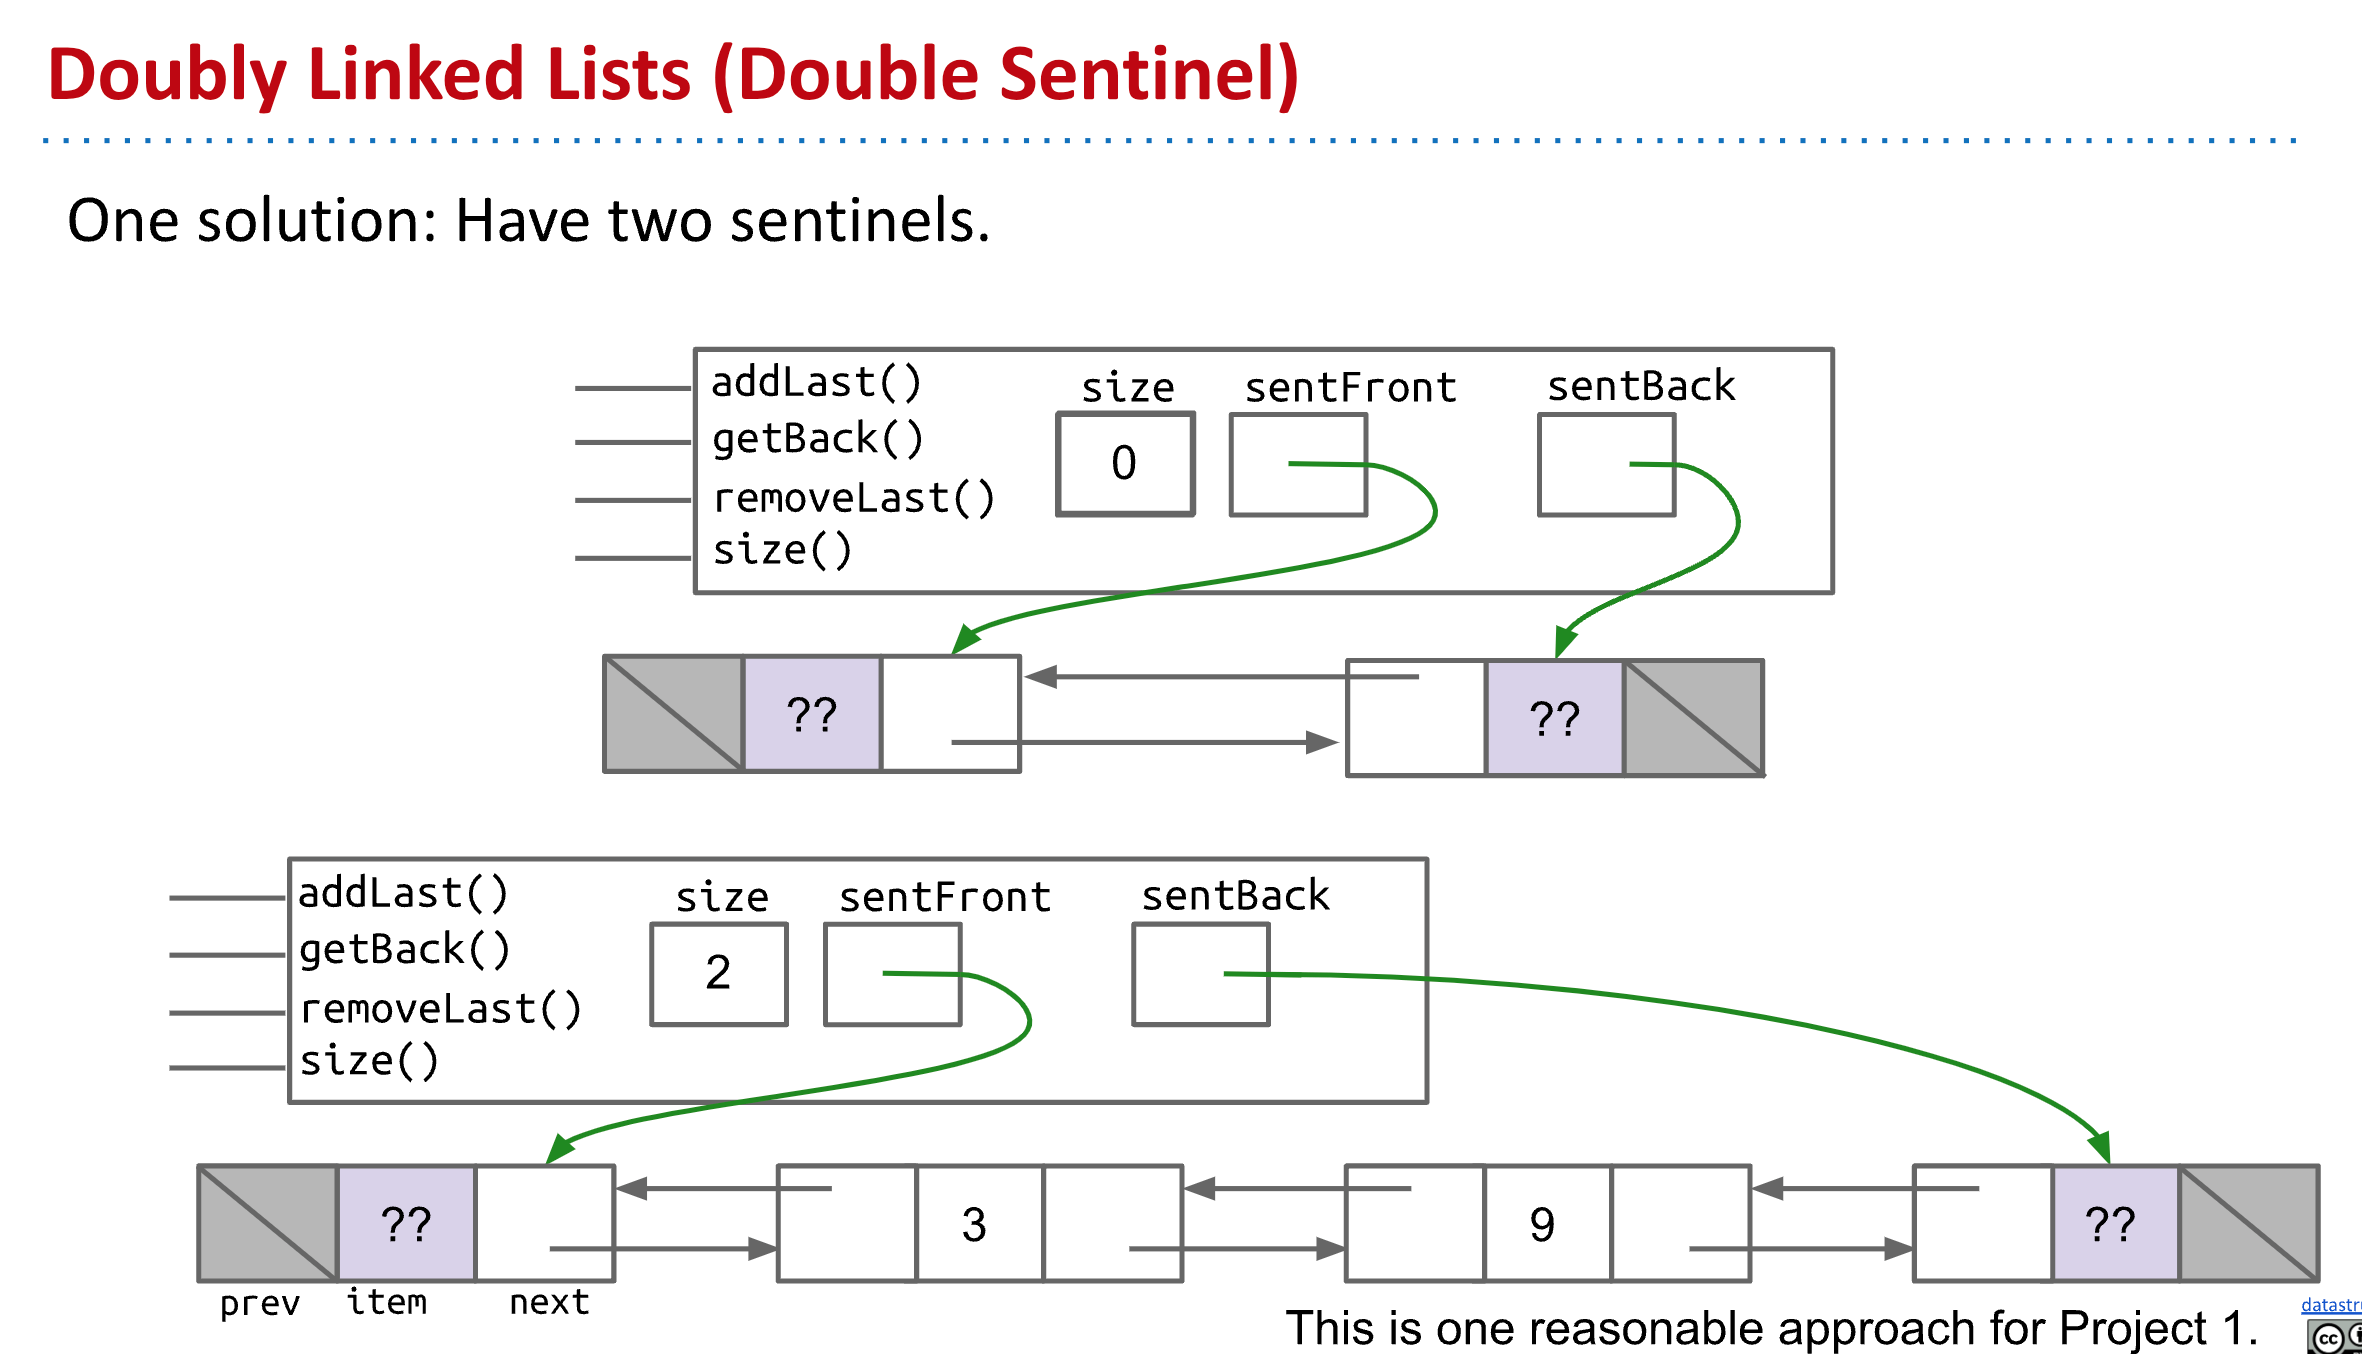 Doubly Linked Lists (Double Sentinel)
One solution: Have two sentinels.
addLast()
getBack()
removeLast()
size()
size
sentFront
sentBack
0
??
??
addLast()
getBack()
removeLast()
size()
size
sentFront
sentBack
2
??
3
9
??
prev item next
This is one reasonable approach for Project 1.
cc